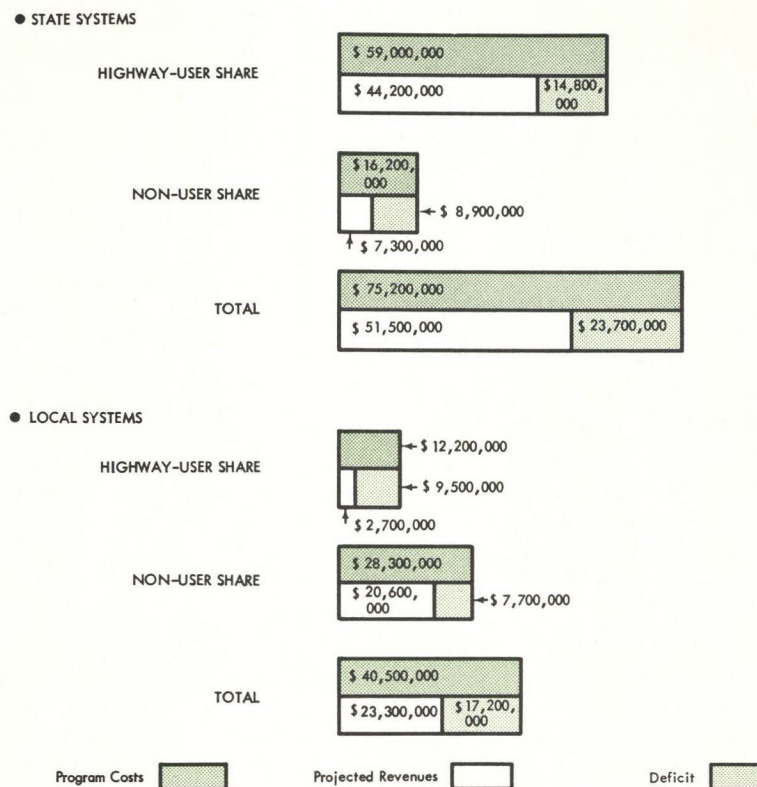 ● STATE SYSTEMS
HIGHWAY-USER SHARE
$ 59,000,000
$ 44,200,000
$14,800,
000
NON-USER SHARE
$16,200,
000
$ 8,900,000
$ 7,300,000
TOTAL
$ 75,200,000
$ 51,500,000
$ 23,700,000
● LOCAL SYSTEMS
HIGHWAY-USER SHARE
$ 12,200,000
$ 9,500,000
$ 2,700,000
NON-USER SHARE
$ 28,300,000
$ 20,600,
000
$ 7,700,000
TOTAL
$ 40,500,000
$23,300,000
$17,200,
000
Program Costs
Projected Revenues
Deficit